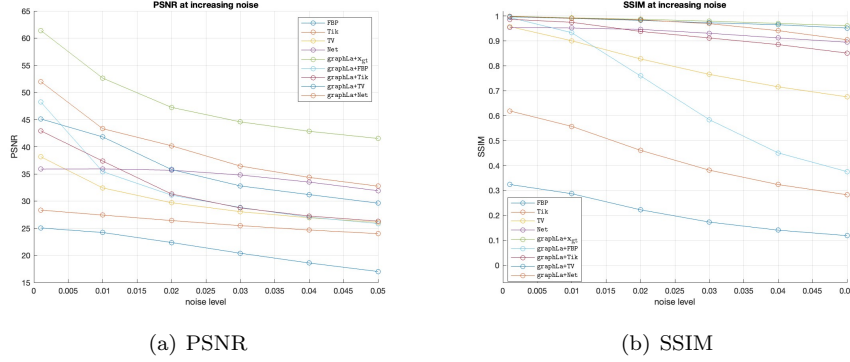 PSNR at increasing noise
65
60
55
50
45
40
35
30
25
20
15
PSNR
0 0.005 0.01 0.015 0.02 0.025 0.03 0.035 0.04 0.045 0.05
noise level
FBP
Tik
TV
Net
graphLa+xgt
graphLa+FBP
graphLa+Tik
graphLa+TV
graphLa+Net
(a) PSNR
SSIM at increasing noise
1
0.9
0.8
0.7
0.6
0.5
0.4
0.3
0.2
0.1
0
SSIM
0 0.005 0.01 0.015 0.02 0.025 0.03 0.035 0.04 0.045 0.05
noise level
FBP
Tik
TV
Net
graphLa+xgt
graphLa+FBP
graphLa+Tik
graphLa+TV
graphLa+Net
(b) SSIM